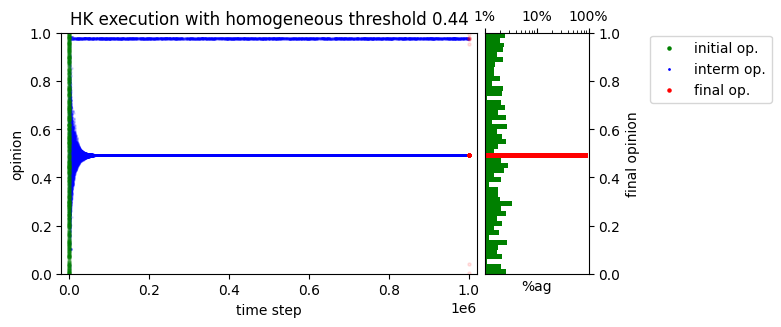 HK execution with homogeneous threshold 0.44
1% 10% 100%
1.0 0.8 0.6 0.4 0.2 0.0
opinion
0.0 0.2 0.4 0.6 0.8 1.0
1e6
time step
%ag
1.0 0.8 0.6 0.4 0.2 0.0
final opinion
initial op.
interm op.
final op.